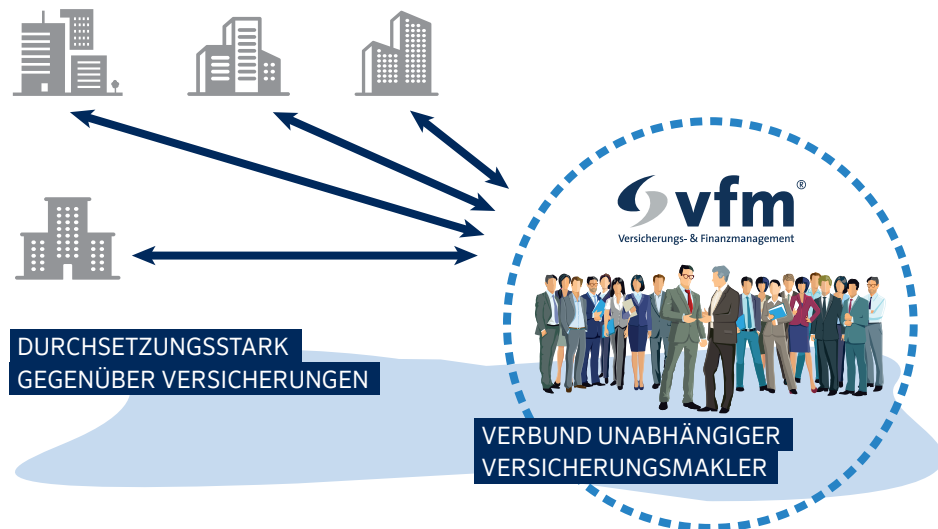 vfm®
Versicherungs- & Finanzmanagement
DURCHSETZUNGSSTARK
GEGENÜBER VERSICHERUNGEN
VERBUND UNABHÄNGIGER
VERSICHERUNGSMAKLER